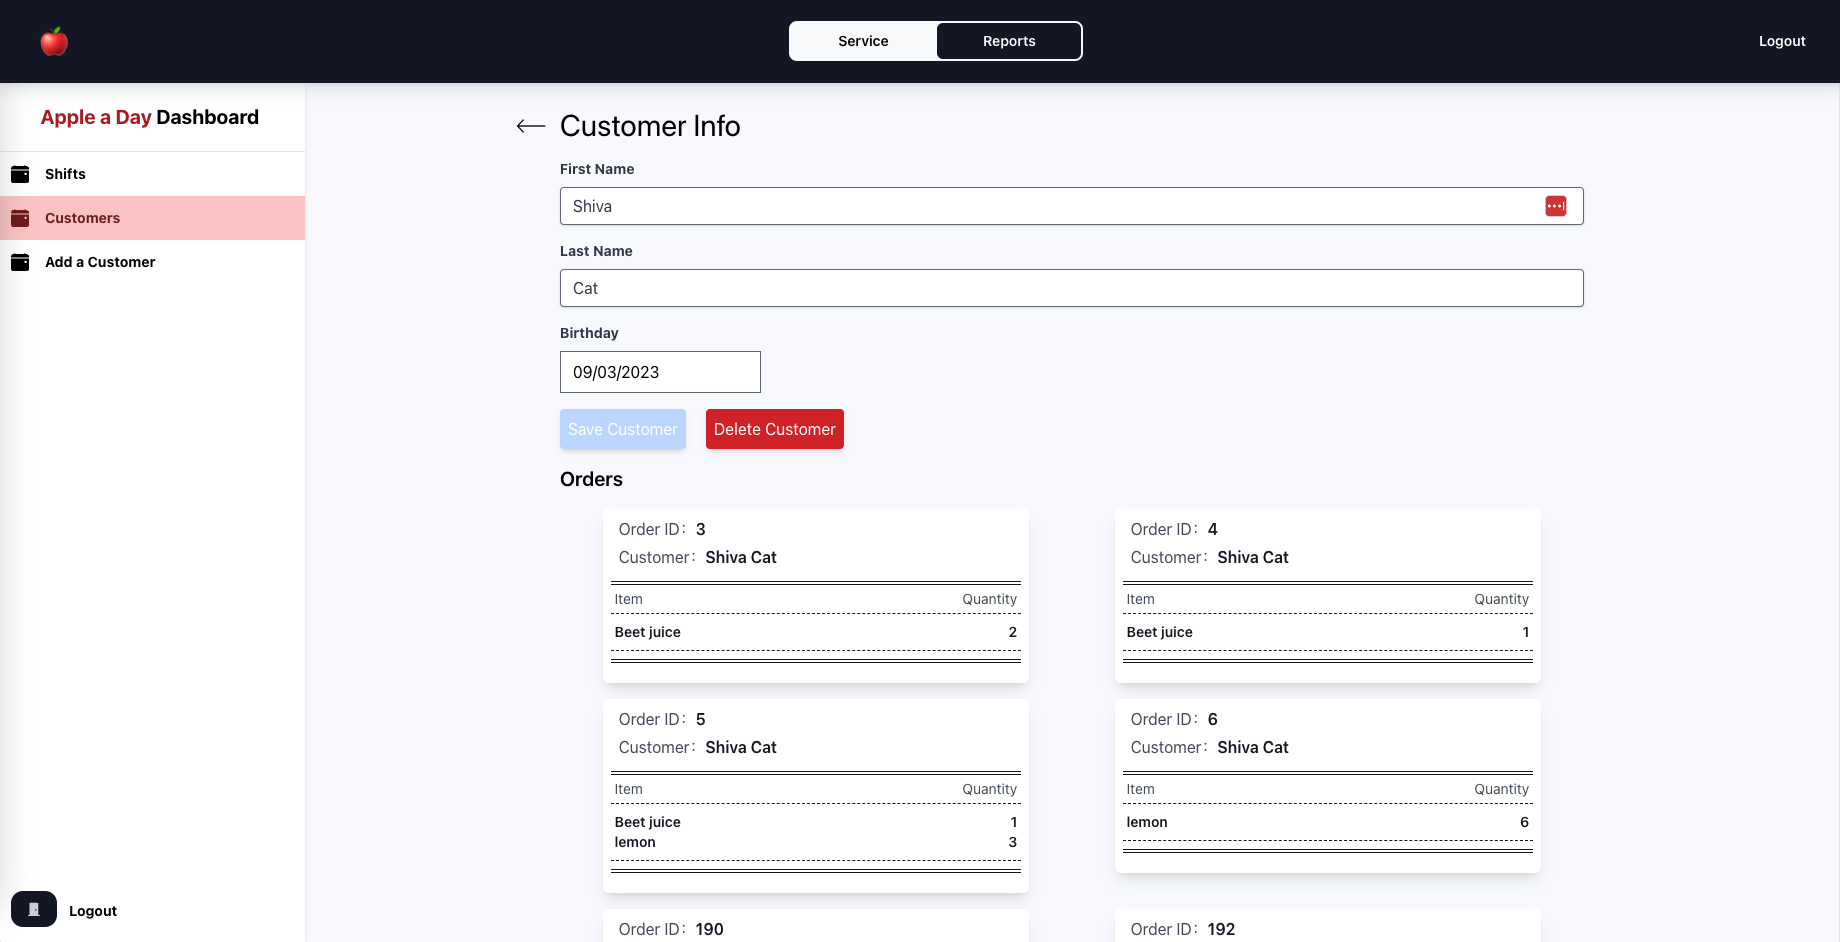 Service
Reports
Logout
Apple a Day Dashboard
Shifts
Customers
Add a Customer
Logout
Customer Info
First Name
Shiva
Last Name
Cat
Birthday
09/03/2023
Save Customer
Delete Customer
Orders
Order ID: 3
Customer: Shiva Cat
Item Quantity
Beet juice 2
Order ID: 4
Customer: Shiva Cat
Item Quantity
Beet juice 1
Order ID: 5
Customer: Shiva Cat
Item Quantity
Beet juice 1
lemon 3
Order ID: 6
Customer: Shiva Cat
Item Quantity
lemon 6
Order ID: 190
Order ID: 192